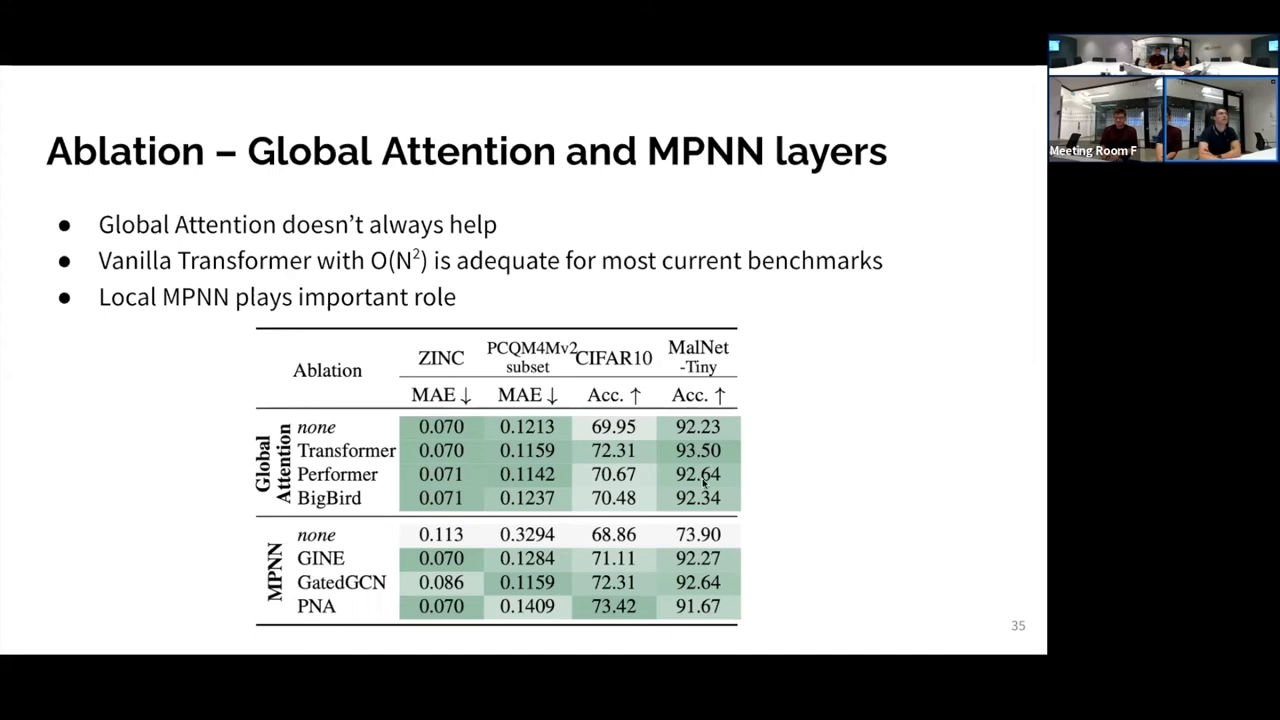 Ablation – Global Attention and MPNN layers
● Global Attention doesn't always help
● Vanilla Transformer with O(N²) is adequate for most current benchmarks
● Local MPNN plays important role
Ablation ZINC PCQM4Mv2 subset CIFAR10 MalNet-Tiny
MAE ↓ MAE ↓ Acc. ↑ Acc. ↑
Global Attention
none 0.070 0.1213 69.95 92.23
Transformer 0.070 0.1159 72.31 93.50
Performer 0.071 0.1142 70.67 92.64
BigBird 0.071 0.1237 70.48 92.34
MPNN
none 0.113 0.3294 68.86 73.90
GINE 0.070 0.1284 71.11 92.27
GatedGCN 0.086 0.1159 72.31 92.64
PNA 0.070 0.1409 73.42 91.67
35
Meeting Room F